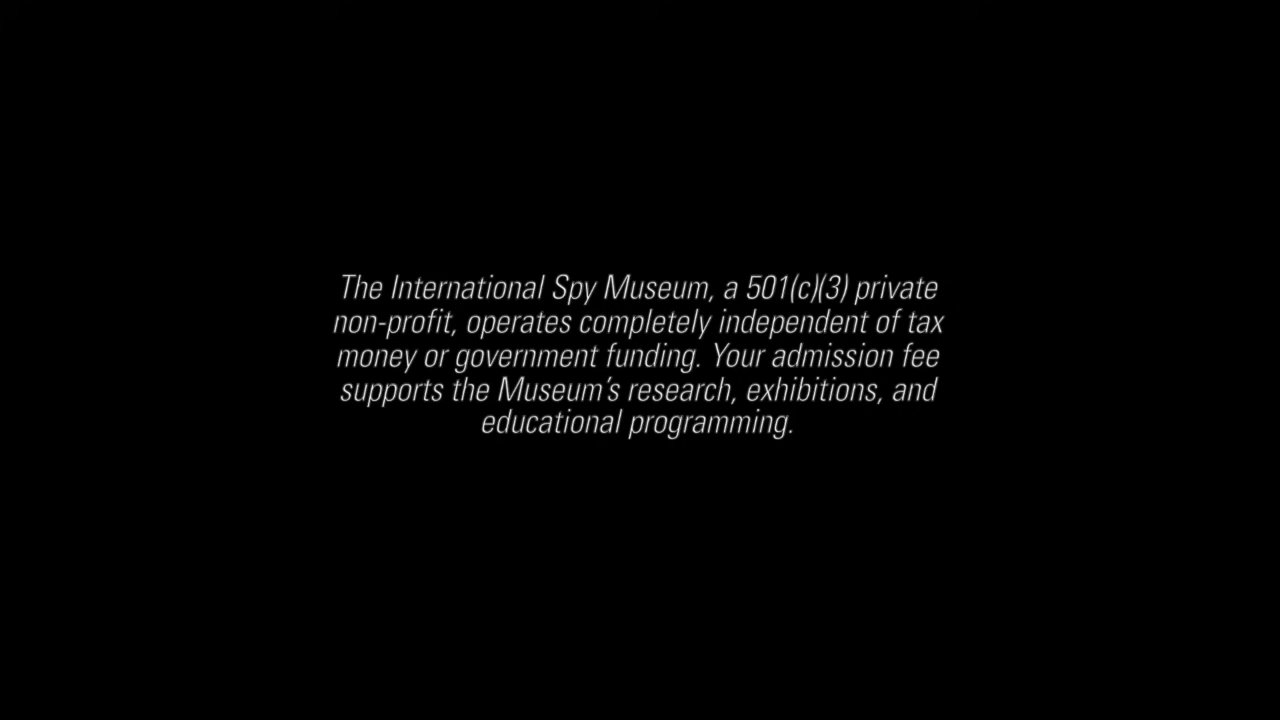 The International Spy Museum, a 501(c)(3) private
non-profit, operates completely independent of tax
money or government funding. Your admission fee
supports the Museum's research, exhibitions, and
educational programming.